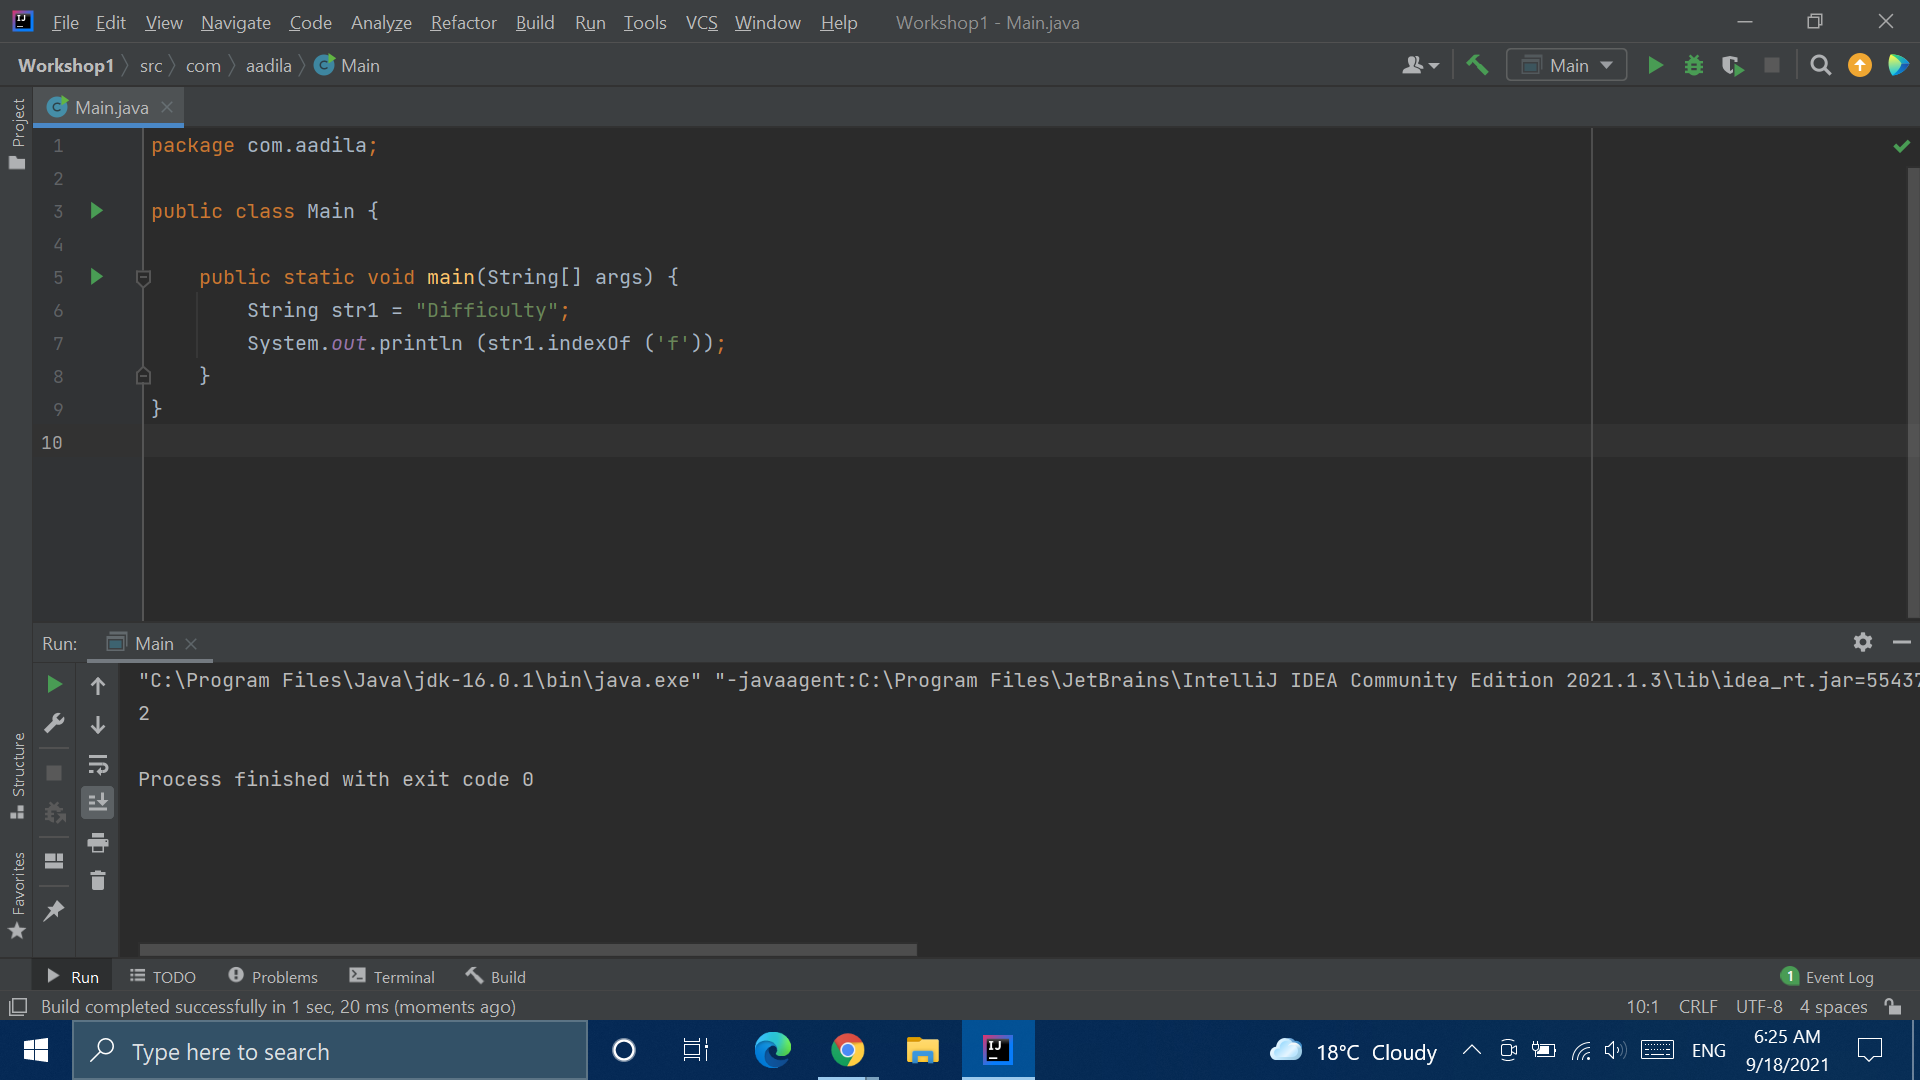 File Edit View Navigate Code Analyze Refactor Build Run Tools VCS Window Help Workshop1 - Main.java
Workshop1 src com aadila Main
Main
Project
Main.java
1 package com.aadila;
2
3 public class Main {
4
5 public static void main(String[] args) {
6 String str1 = "Difficulty";
7 System.out.println (str1.indexOf ('f'));
8 }
9 }
10
Run: Main
"C:\Program Files\Java\jdk-16.0.1\bin\java.exe" "-javaagent:C:\Program Files\JetBrains\IntelliJ IDEA Community Edition 2021.1.3\lib\idea_rt.jar=55437
2
Process finished with exit code 0
Structure
Favorites
Run TODO Problems Terminal Build 1 Event Log
Build completed successfully in 1 sec, 20 ms (moments ago) 10:1 CRLF UTF-8 4 spaces
Type here to search
18°C Cloudy
ENG
6:25 AM
9/18/2021